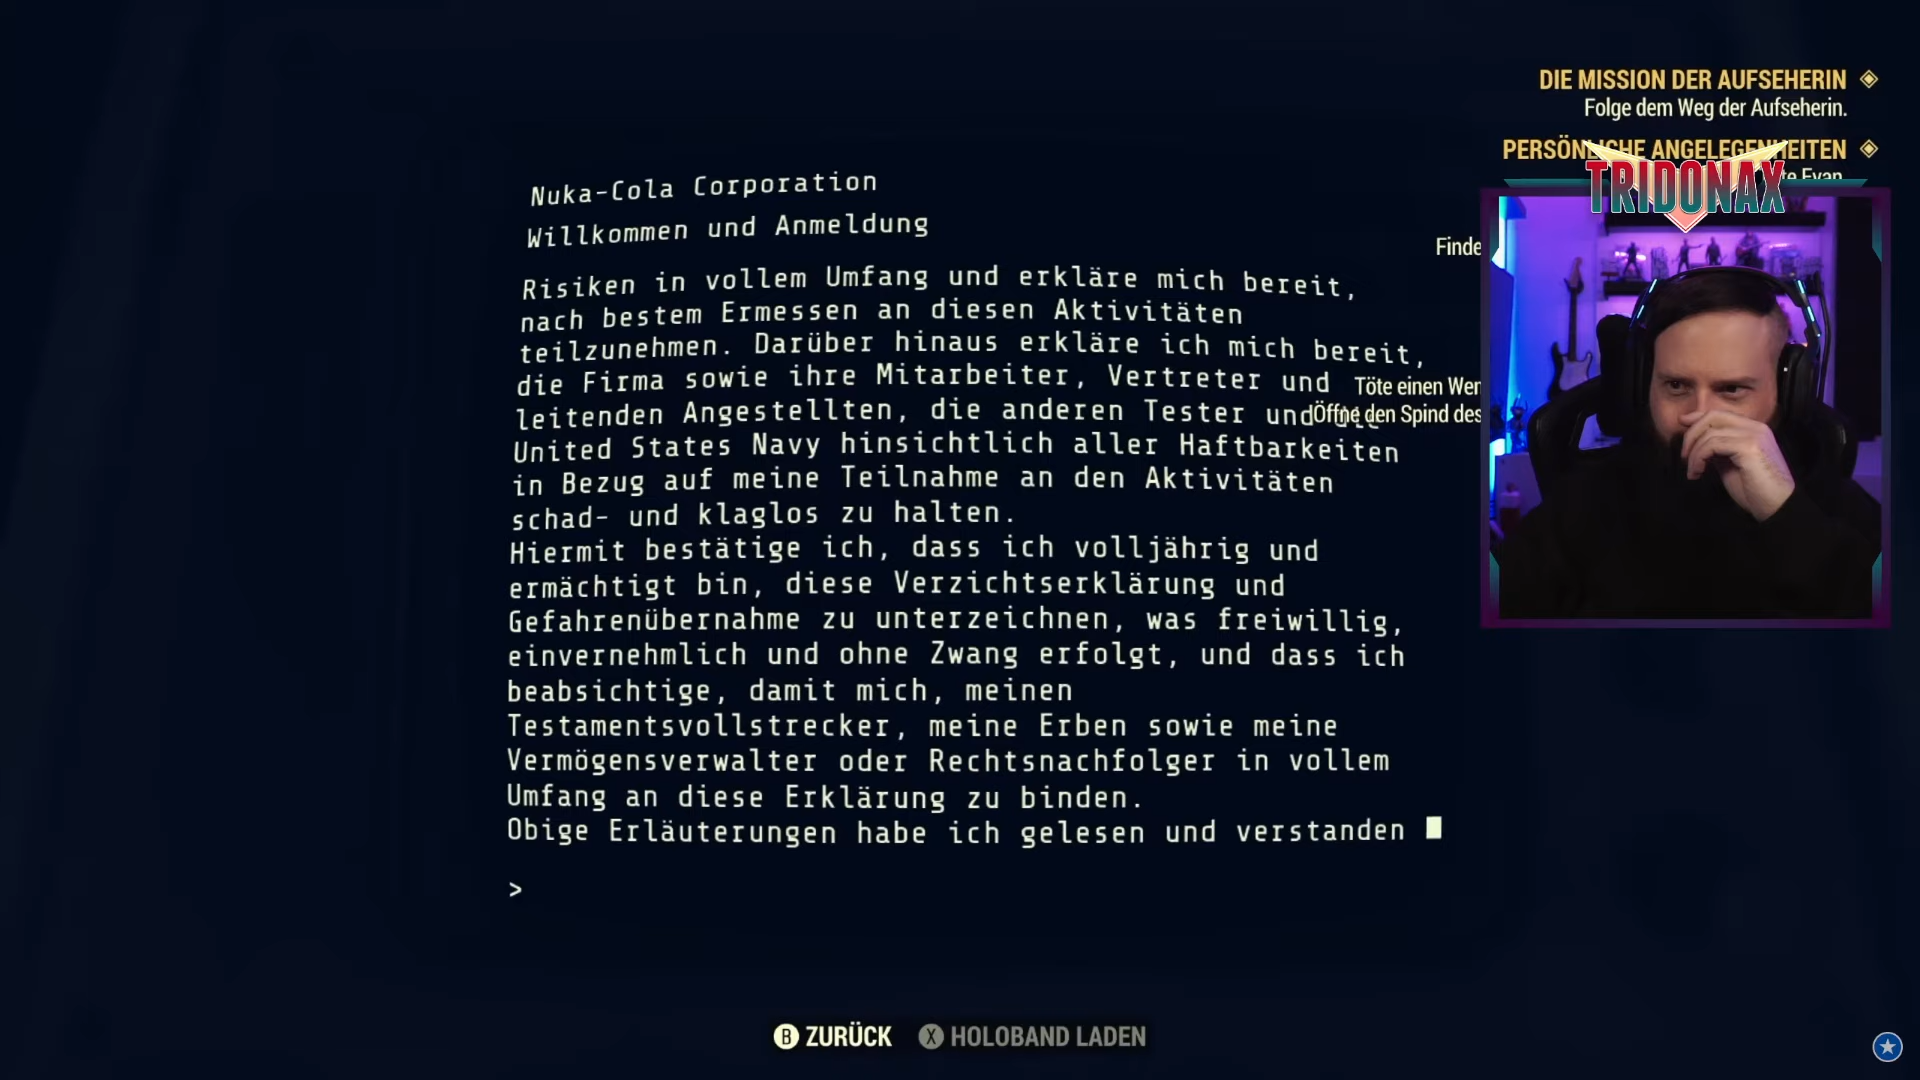 DIE MISSION DER AUFSEHERIN
Folge dem Weg der Aufseherin.
PERSÖNLICHE ANGELEGENHEITEN
Evan.
TRIDONAX
Finde
Töte einen
Öffne den Spind des
Nuka-Cola Corporation
Willkommen und Anmeldung
Risiken in vollem Umfang und erkläre mich bereit,
nach bestem Ermessen an diesen Aktivitäten
teilzunehmen. Darüber hinaus erkläre ich mich bereit,
die Firma sowie ihre Mitarbeiter, Vertreter und
leitenden Angestellten, die anderen Tester und
United States Navy hinsichtlich aller Haftbarkeiten
in Bezug auf meine Teilnahme an den Aktivitäten
schad- und klaglos zu halten.
Hiermit bestätige ich, dass ich volljährig und
ermächtigt bin, diese Verzichtserklärung und
Gefahrenübernahme zu unterzeichnen, was freiwillig,
einvernehmlich und ohne Zwang erfolgt, und dass ich
beabsichtige, damit mich, meinen
Testamentsvollstrecker, meine Erben sowie meine
Vermögensverwalter oder Rechtsnachfolger in vollem
Umfang an diese Erklärung zu binden.
Obige Erläuterungen habe ich gelesen und verstanden
>
B ZURÜCK X HOLOBAND LADEN